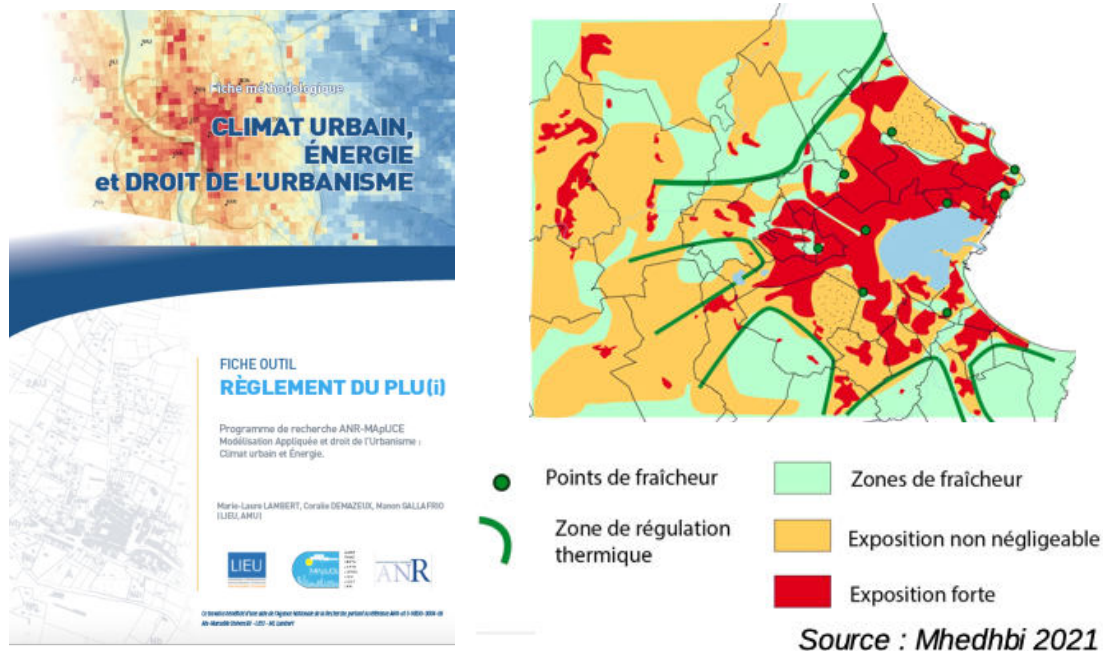 Fiche méthodologique
CLIMAT URBAIN,
ÉNERGIE
et DROIT DE L'URBANISME
FICHE OUTIL
RÈGLEMENT DU PLU(i)
Programme de recherche ANR-MApUCE
Modélisation Appliquée et droit de l'Urbanisme :
Climat urbain et Énergie.
Marie-Laure LAMBERT, Coralie DEMAZEUX, Manon GALLAFRIO
(LIEU, AMU)
LIEU
MApUCE
ANR
Points de fraîcheur
Zone de régulation
thermique
Zones de fraîcheur
Exposition non négligeable
Exposition forte
Source : Mhedhbi 2021